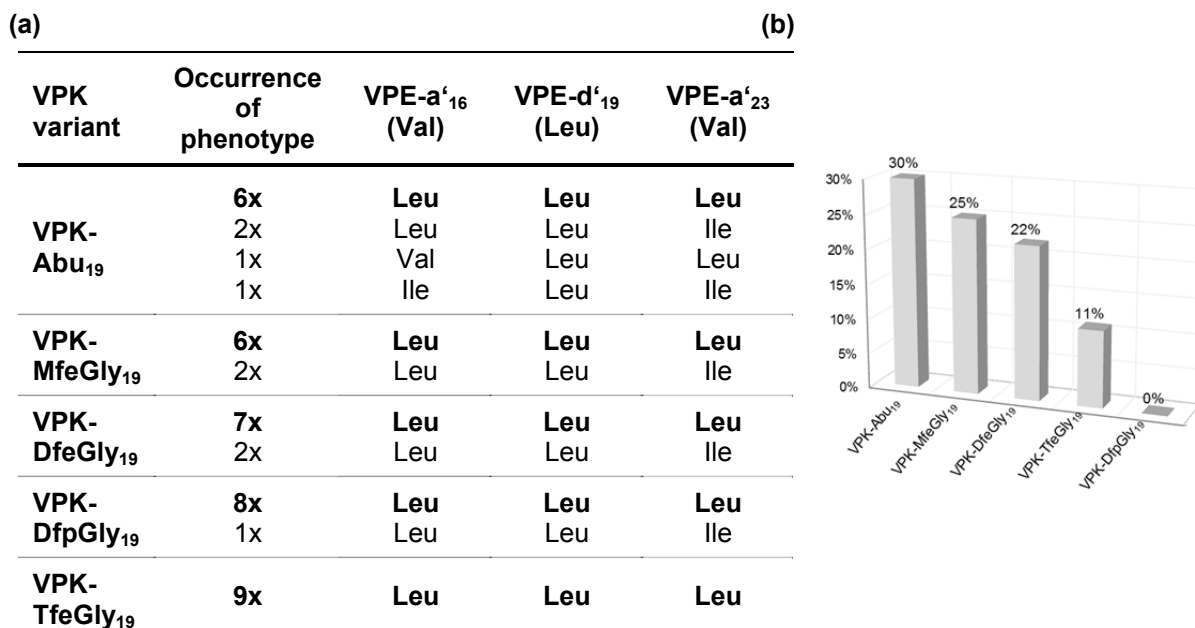 (a)
(b)
VPK variant
Occurrence of phenotype
VPE-a‘16 (Val)
VPE-d‘19 (Leu)
VPE-a‘23 (Val)
VPK-Abu19
6x Leu Leu Leu
2x Leu Leu Ile
1x Val Leu Leu
1x Ile Leu Ile
VPK-MfeGly19
6x Leu Leu Leu
2x Leu Leu Ile
VPK-DfeGly19
7x Leu Leu Leu
2x Leu Leu Ile
VPK-DfpGly19
8x Leu Leu Leu
1x Leu Leu Ile
VPK-TfeGly19
9x Leu Leu Leu
30%
25%
20%
15%
10%
5%
0%
30%
25%
22%
11%
0%
VPK-Abu19
VPK-MfeGly19
VPK-DfeGly19
VPK-TfeGly19
VPK-DfpGly19